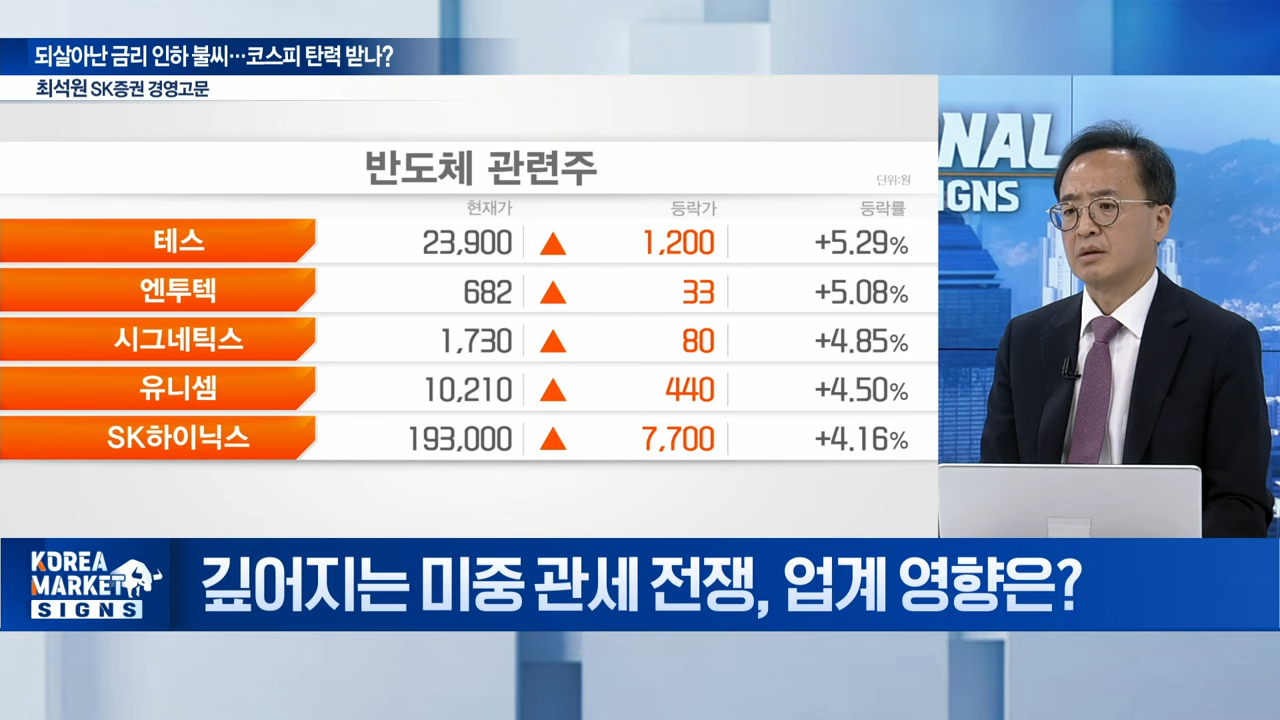 되살아난 금리 인하 불씨…코스피 탄력 받나?
최석원 SK증권 경영고문
반도체 관련주
단위:원
현재가 등락가 등락률
테스 23,900 ▲ 1,200 +5.29%
엔투텍 682 ▲ 33 +5.08%
시그네틱스 1,730 ▲ 80 +4.85%
유니셈 10,210 ▲ 440 +4.50%
SK하이닉스 193,000 ▲ 7,700 +4.16%
NAL
IGNS
KOREA
MARKET
SIGNS
깊어지는 미중 관세 전쟁, 업계 영향은?